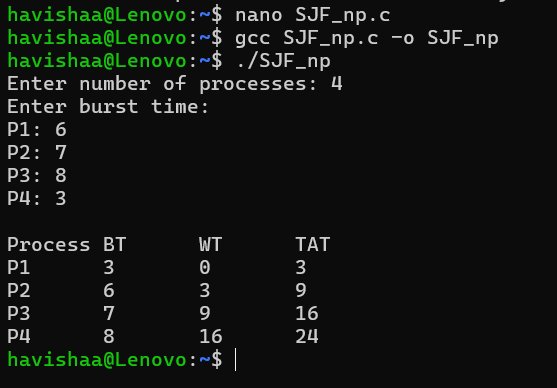 havishaa@Lenovo:~$ nano SJF_np.c
havishaa@Lenovo:~$ gcc SJF_np.c -o SJF_np
havishaa@Lenovo:~$ ./SJF_np
Enter number of processes: 4
Enter burst time:
P1: 6
P2: 7
P3: 8
P4: 3
Process BT      WT      TAT
P1      3       0       3
P2      6       3       9
P3      7       9       16
P4      8       16      24
havishaa@Lenovo:~$